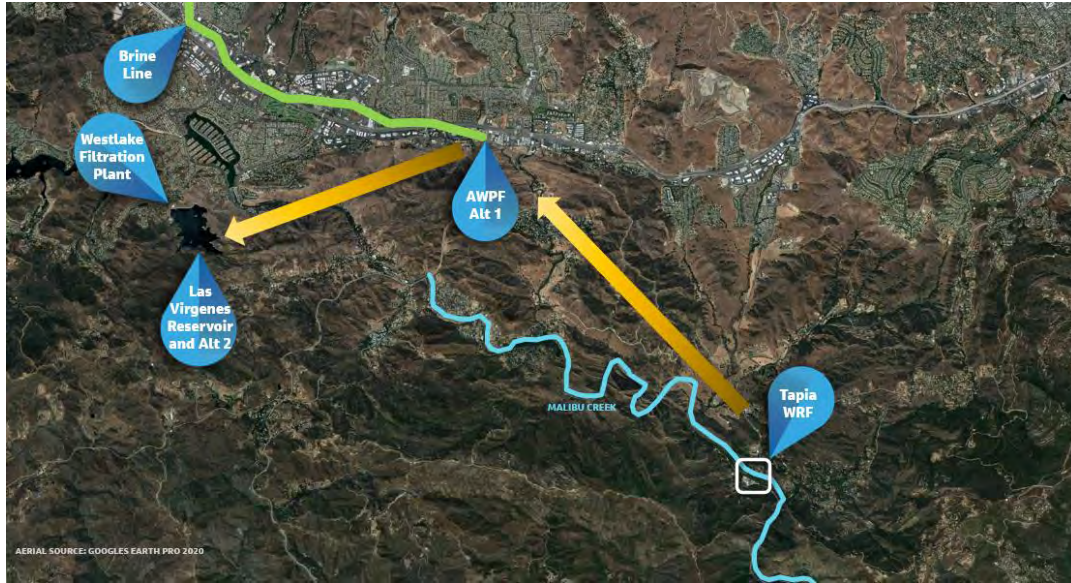 Brine
Line
Westlake
Filtration
Plant
AWPF
Alt 1
Las
Virgenes
Reservoir
and Alt 2
MALIBU CREEK
Tapia
WRF
AERIAL SOURCE: GOOGLES EARTH PRO 2020